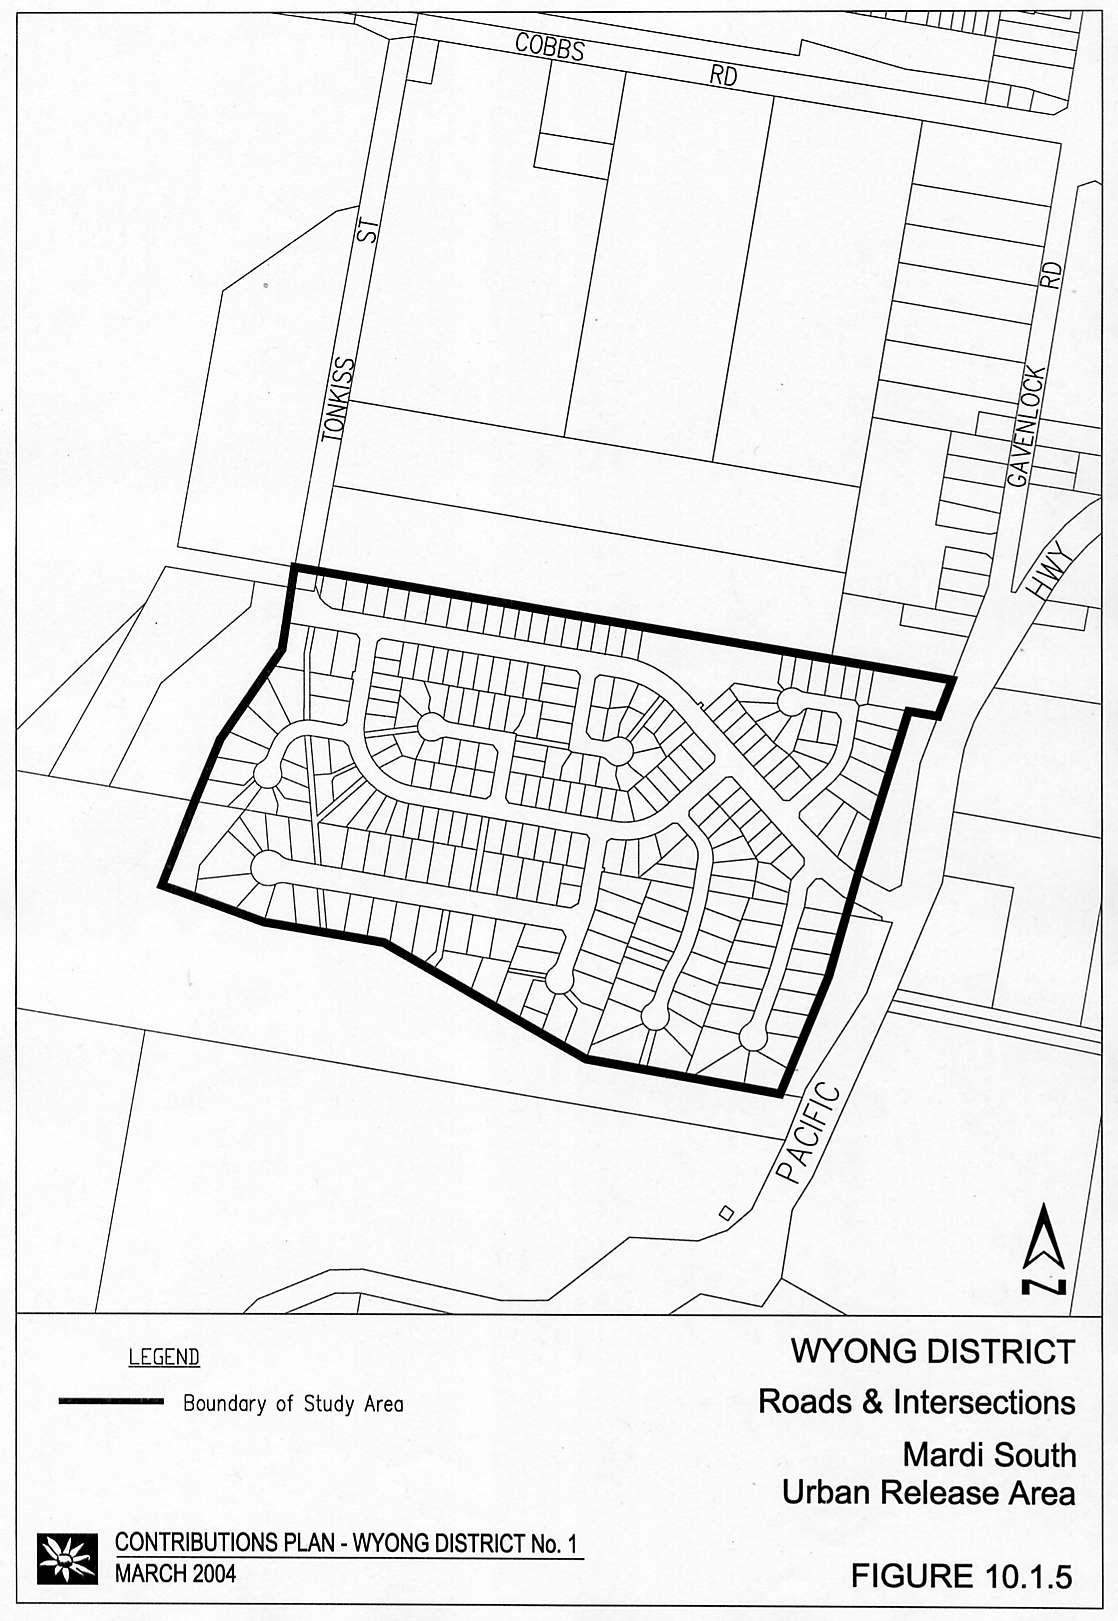 COBBS RD
TONKISS ST
GAVENLOCK RD
PACIFIC HWY
N
LEGEND
Boundary of Study Area
WYONG DISTRICT
Roads & Intersections
Mardi South
Urban Release Area
CONTRIBUTIONS PLAN - WYONG DISTRICT No. 1
MARCH 2004
FIGURE 10.1.5